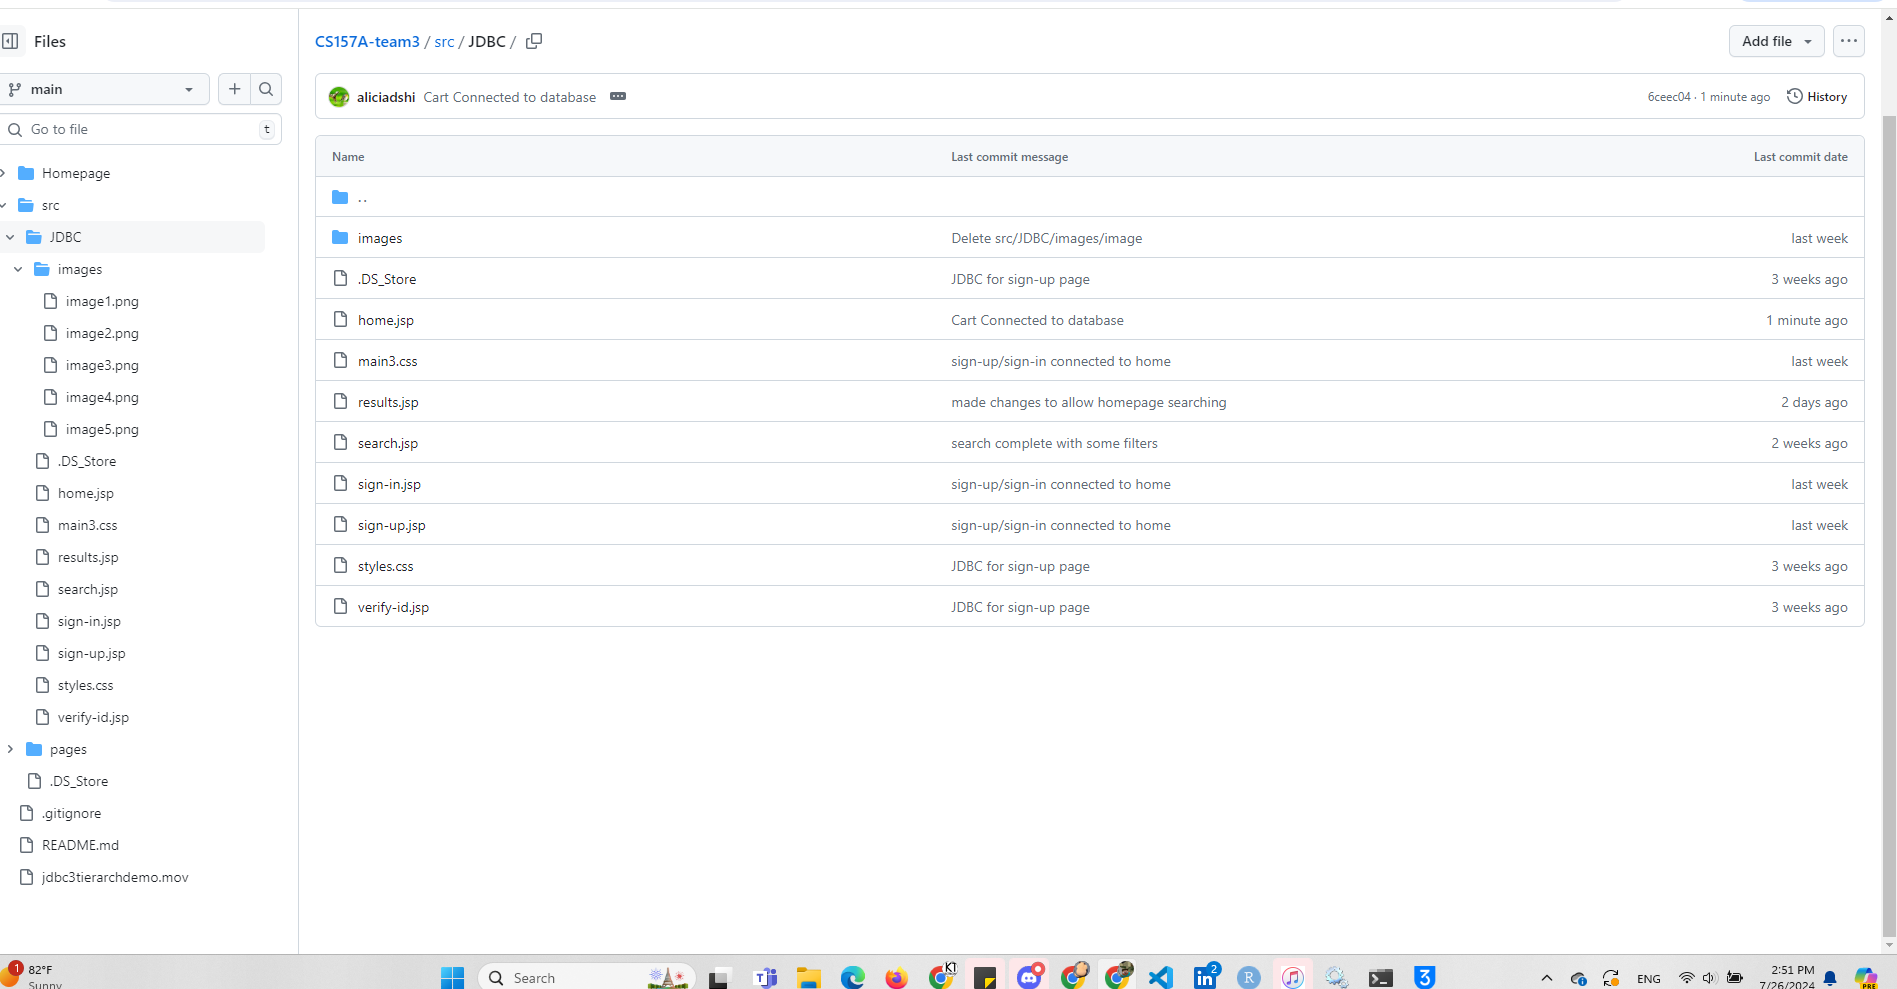 Files
main
Go to file
t
Homepage
src
JDBC
images
image1.png
image2.png
image3.png
image4.png
image5.png
.DS_Store
home.jsp
main3.css
results.jsp
search.jsp
sign-in.jsp
sign-up.jsp
styles.css
verify-id.jsp
pages
.DS_Store
.gitignore
README.md
jdbc3tierarchdemo.mov
CS157A-team3 / src / JDBC /
Add file
aliciadshi Cart Connected to database
6ceec04 · 1 minute ago History
Name Last commit message Last commit date
..
images Delete src/JDBC/images/image last week
.DS_Store JDBC for sign-up page 3 weeks ago
home.jsp Cart Connected to database 1 minute ago
main3.css sign-up/sign-in connected to home last week
results.jsp made changes to allow homepage searching 2 days ago
search.jsp search complete with some filters 2 weeks ago
sign-in.jsp sign-up/sign-in connected to home last week
sign-up.jsp sign-up/sign-in connected to home last week
styles.css JDBC for sign-up page 3 weeks ago
verify-id.jsp JDBC for sign-up page 3 weeks ago
1
82°F
Sunny
Search
K1
in 2
R
3
ENG
2:51 PM
7/26/2024
PRE